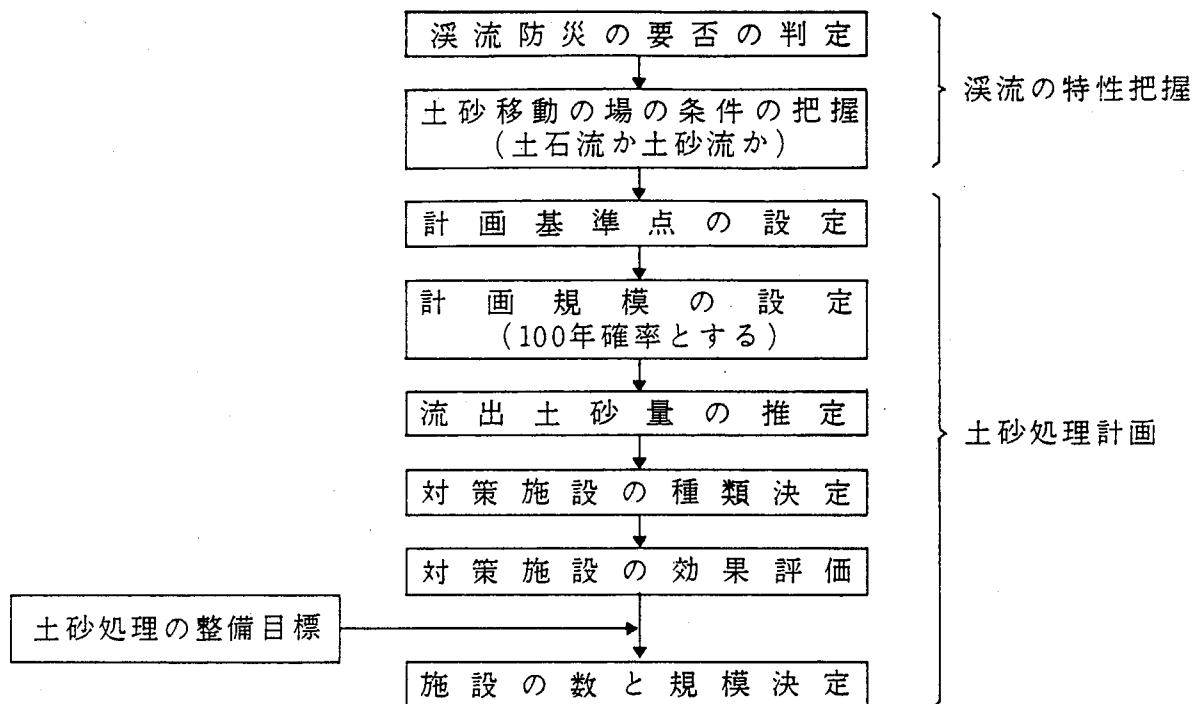 渓流防災の要否の判定
土砂移動の場の条件の把握
(土石流か土砂流か)
渓流の特性把握
計画基準点の設定
計画規模の設定
(100年確率とする)
流出土砂量の推定
対策施設の種類決定
対策施設の効果評価
土砂処理の整備目標
施設の数と規模決定
土砂処理計画